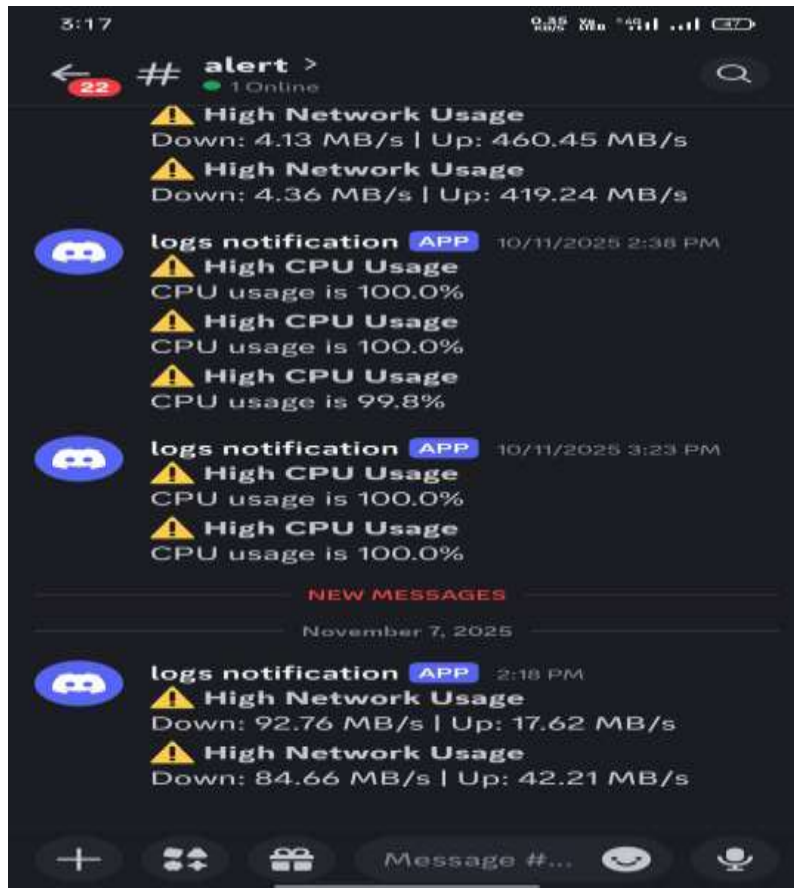 3:17
0.35 KB/S 4G 47
alert >
22
1 Online
High Network Usage
Down: 4.13 MB/s | Up: 460.45 MB/s
High Network Usage
Down: 4.36 MB/s | Up: 419.24 MB/s
logs notification APP 10/11/2025 2:38 PM
High CPU Usage
CPU usage is 100.0%
High CPU Usage
CPU usage is 100.0%
High CPU Usage
CPU usage is 99.8%
logs notification APP 10/11/2025 3:23 PM
High CPU Usage
CPU usage is 100.0%
High CPU Usage
CPU usage is 100.0%
NEW MESSAGES
November 7, 2025
logs notification APP 2:18 PM
High Network Usage
Down: 92.76 MB/s | Up: 17.62 MB/s
High Network Usage
Down: 84.66 MB/s | Up: 42.21 MB/s
Message #...